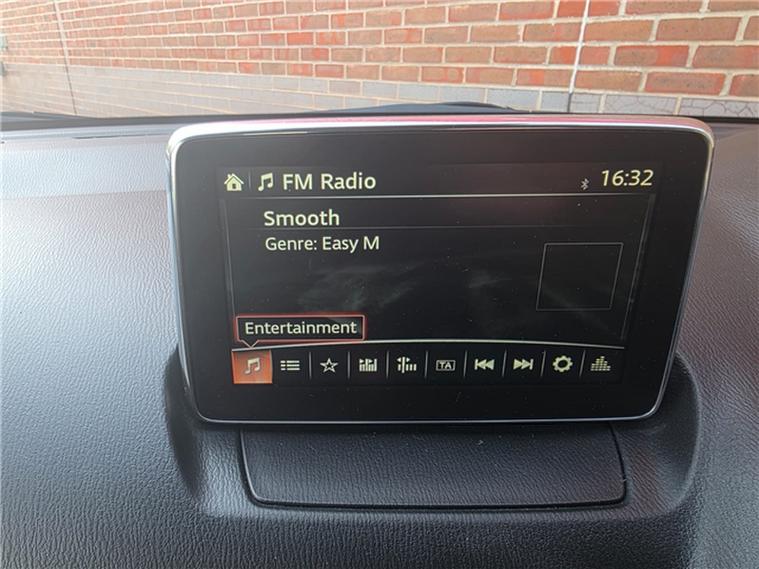 FM Radio 16:32
Smooth
Genre: Easy M
Entertainment
TA